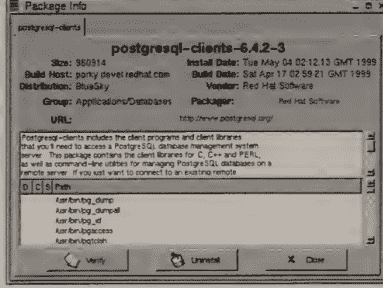 Package Info
postgresql-clients
postgresql-clients-6.4.2-3
Size: 960914 Install Date: Tue May 04 02:12:13 GMT 1999
Build Host: porky.devel.redhat.com Build Date: Sat Apr 17 02:59:21 GMT 1999
Distribution: BlueSky Vendor: Red Hat Software
Group: Applications/Databases Packager: Red Hat Software
URL: http://www.postgresql.org/
Postgresql-clients includes the client programs and client libraries
that you'll need to access a PostgreSQL database management system
server. This package contains the client libraries for C, C++ and PERL,
as well as command-line utilities for managing PostgreSQL databases on a
remote server. If you just want to connect to an existing remote
D C S Path
/usr/bin/pg_dump
/usr/bin/pg_dumpall
/usr/bin/pg_id
/usr/bin/pgaccess
/usr/bin/pgtclsh
Verify Uninstall Close